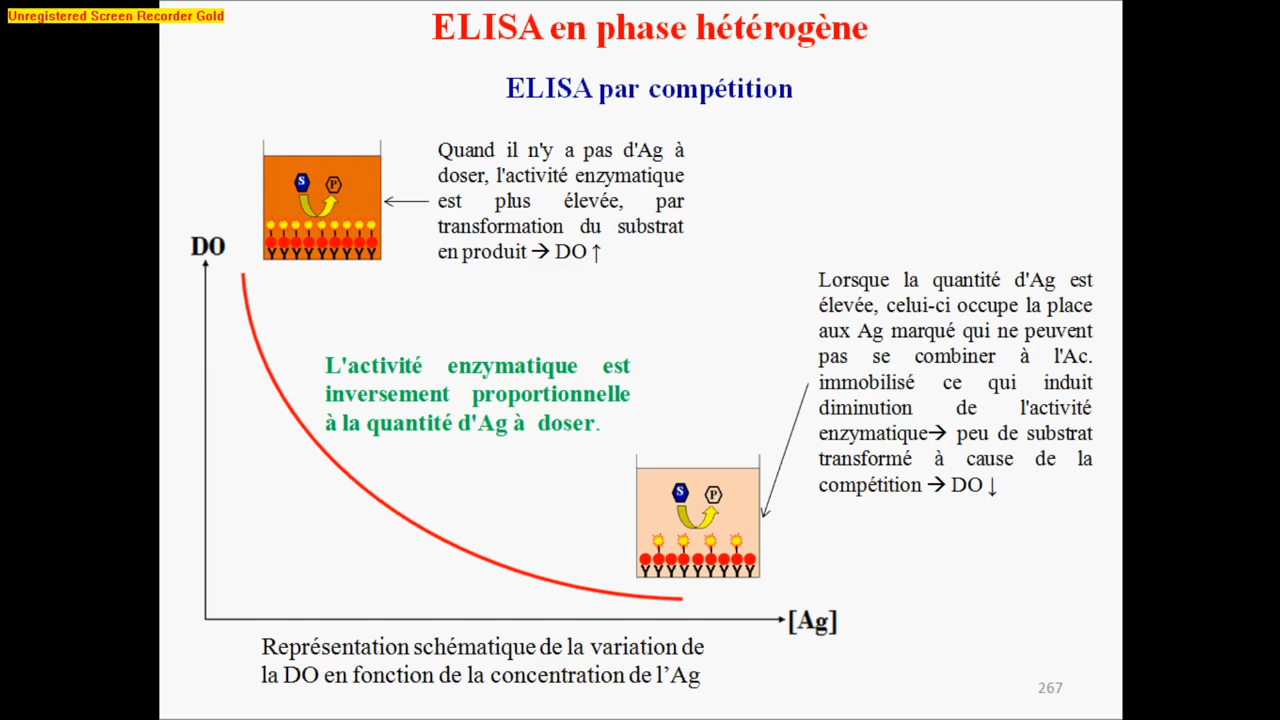 Unregistered Screen Recorder Gold
ELISA en phase hétérogène
ELISA par compétition
Quand il n'y a pas d'Ag à
doser, l'activité enzymatique
est plus élevée, par
transformation du substrat
en produit → DO ↑
S P
DO
Lorsque la quantité d'Ag est
élevée, celui-ci occupe la place
aux Ag marqué qui ne peuvent
pas se combiner à l'Ac.
immobilisé ce qui induit
diminution de l'activité
enzymatique→ peu de substrat
transformé à cause de la
compétition → DO ↓
L'activité enzymatique est
inversement proportionnelle
à la quantité d'Ag à doser.
S P
[Ag]
Représentation schématique de la variation de
la DO en fonction de la concentration de l’Ag
267